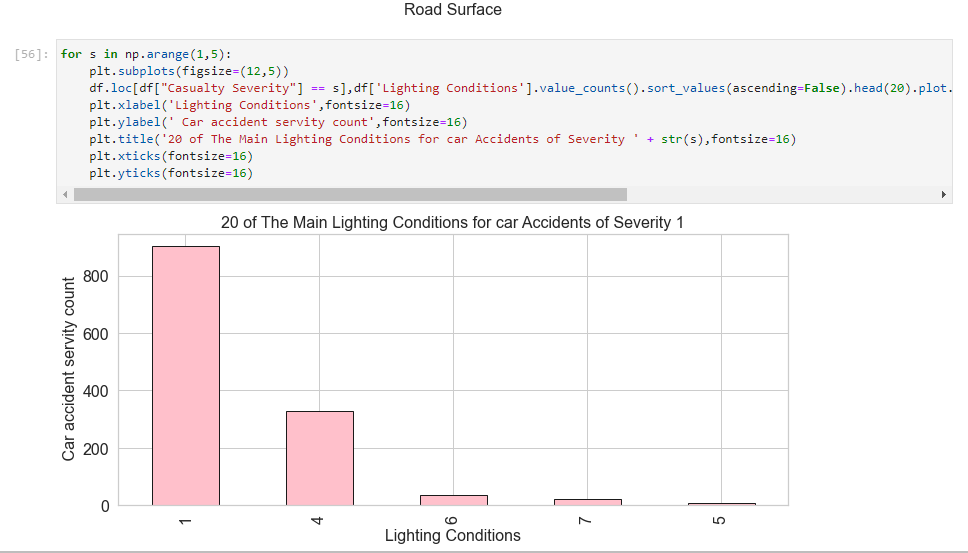 Road Surface
[56]: for s in np.arange(1,5):
plt.subplots(figsize=(12,5))
df.loc[df["Casualty Severity"] == s],df['Lighting Conditions'].value_counts().sort_values(ascending=False).head(20).plot.
plt.xlabel('Lighting Conditions',fontsize=16)
plt.ylabel(' Car accident servity count',fontsize=16)
plt.title('20 of The Main Lighting Conditions for car Accidents of Severity ' + str(s),fontsize=16)
plt.xticks(fontsize=16)
plt.yticks(fontsize=16)
20 of The Main Lighting Conditions for car Accidents of Severity 1
Car accident servity count
800
600
400
200
0
1 4 6 7 5
Lighting Conditions